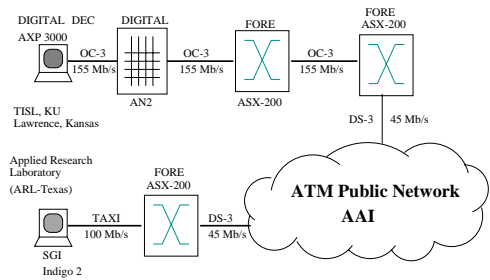 DIGITAL DEC
AXP 3000
DIGITAL
FORE
FORE
ASX-200
OC-3
155 Mb/s
OC-3
155 Mb/s
OC-3
155 Mb/s
AN2
ASX-200
TISL, KU
Lawrence, Kansas
DS-3
45 Mb/s
Applied Research
Laboratory
(ARL-Texas)
FORE
ASX-200
ATM Public Network
AAI
TAXI
100 Mb/s
DS-3
45 Mb/s
SGI
Indigo 2